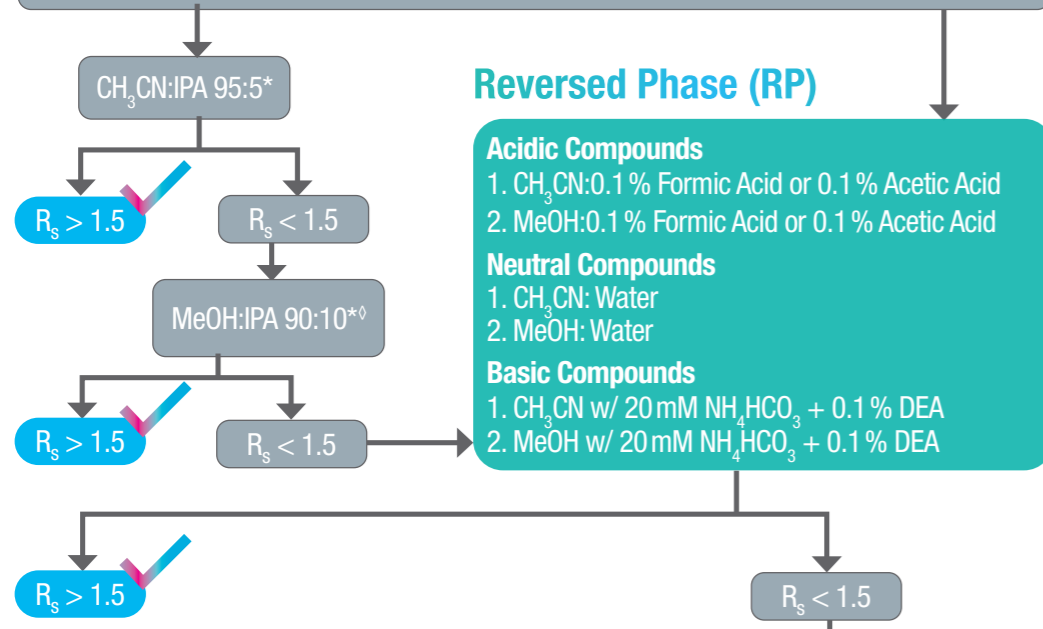 CH₃CN:IPA 95:5*
Reversed Phase (RP)
Acidic Compounds
1. CH₃CN:0.1% Formic Acid or 0.1% Acetic Acid
2. MeOH:0.1% Formic Acid or 0.1% Acetic Acid
Neutral Compounds
1. CH₃CN: Water
2. MeOH: Water
Basic Compounds
1. CH₃CN w/ 20 mM NH₄HCO₃ + 0.1% DEA
2. MeOH w/ 20 mM NH₄HCO₃ + 0.1% DEA
Rₛ > 1.5
Rₛ < 1.5
MeOH:IPA 90:10*◊
Rₛ > 1.5
Rₛ < 1.5
Rₛ > 1.5
Rₛ < 1.5